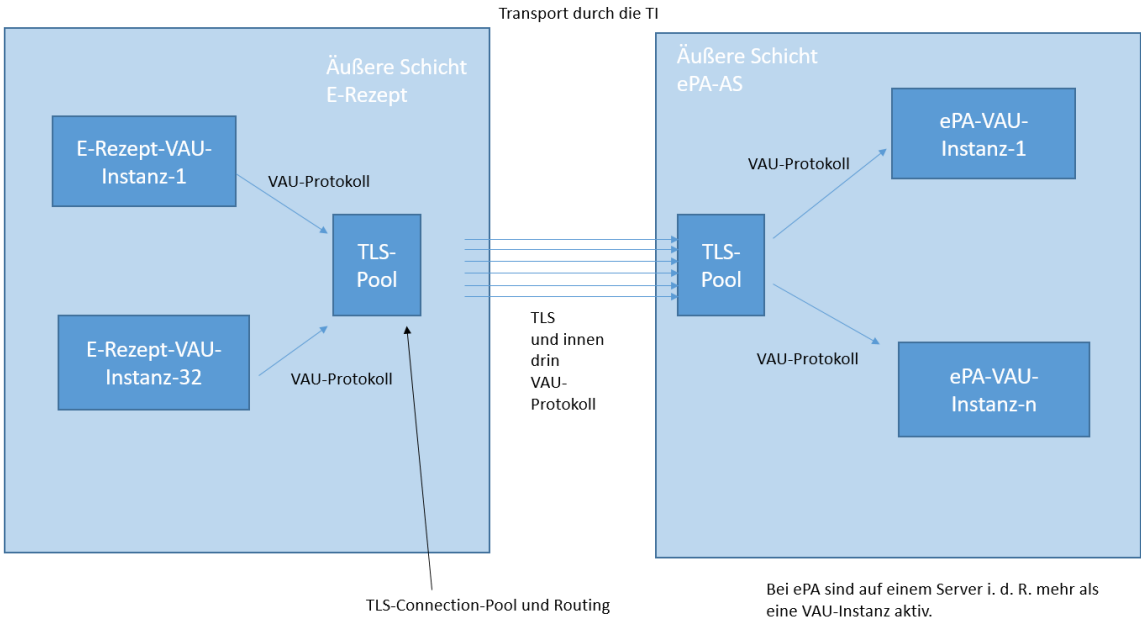 Transport durch die TI
Äußere Schicht
E-Rezept
E-Rezept-VAU-
Instanz-1
VAU-Protokoll
TLS-
Pool
E-Rezept-VAU-
Instanz-32
VAU-Protokoll
TLS
und innen
drin
VAU-
Protokoll
Äußere Schicht
ePA-AS
ePA-VAU-
Instanz-1
VAU-Protokoll
TLS-
Pool
VAU-Protokoll
ePA-VAU-
Instanz-n
TLS-Connection-Pool und Routing
Bei ePA sind auf einem Server i. d. R. mehr als
eine VAU-Instanz aktiv.